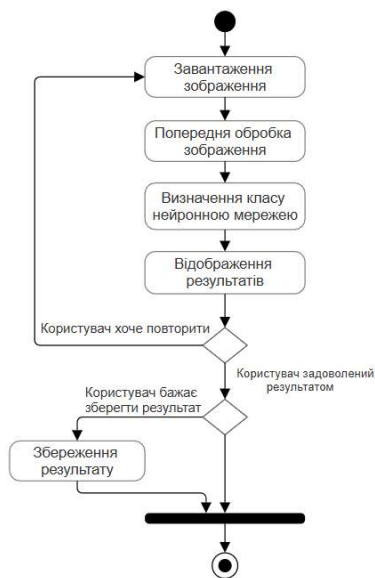 Завантаження
зображення
Попередня обробка
зображення
Визначення класу
нейронною мережею
Відображення
результатів
Користувач хоче повторити
Користувач задоволений
результатом
Користувач бажає
зберегти результат
Збереження
результату